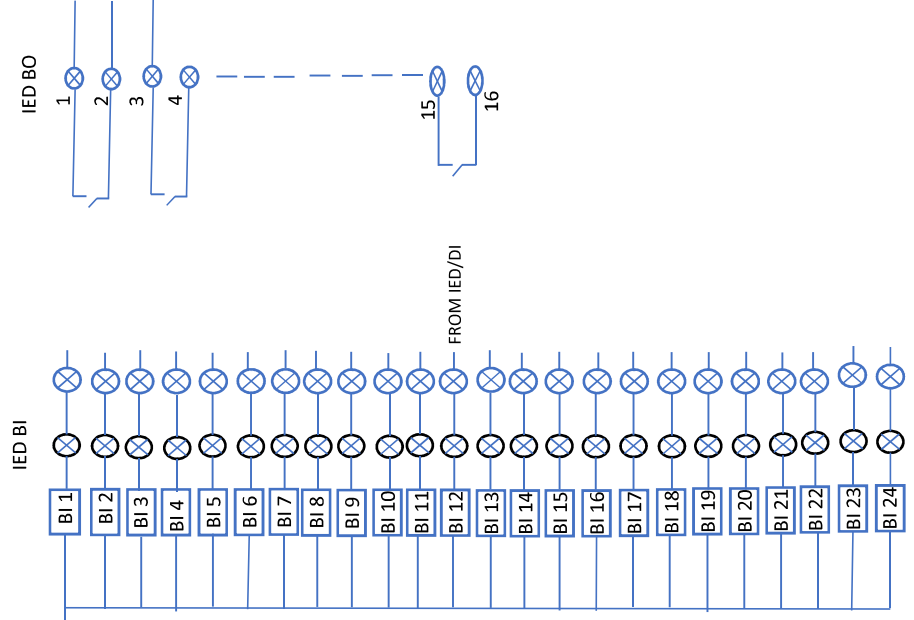 IED BO
1
2
3
4
15
16
FROM IED/DI
IED BI
BI 1
BI 2
BI 3
BI 4
BI 5
BI 6
BI 7
BI 8
BI 9
BI 10
BI 11
BI 12
BI 13
BI 14
BI 15
BI 16
BI 17
BI 18
BI 19
BI 20
BI 21
BI 22
BI 23
BI 24